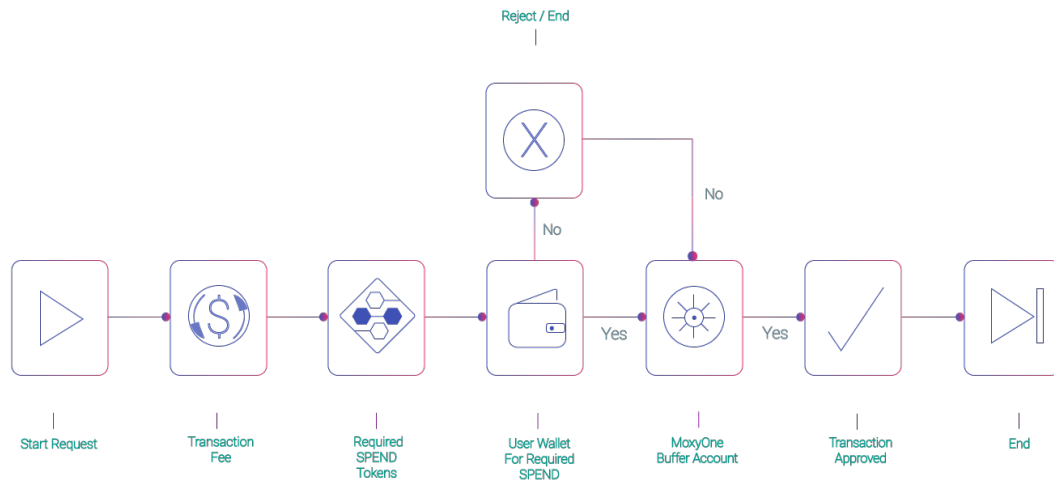 Reject / End
X
No
No
$
Yes
Yes
Start Request
Transaction
Fee
Required
SPEND
Tokens
User Wallet
For Required
SPEND
MoxyOne
Buffer Account
Transaction
Approved
End